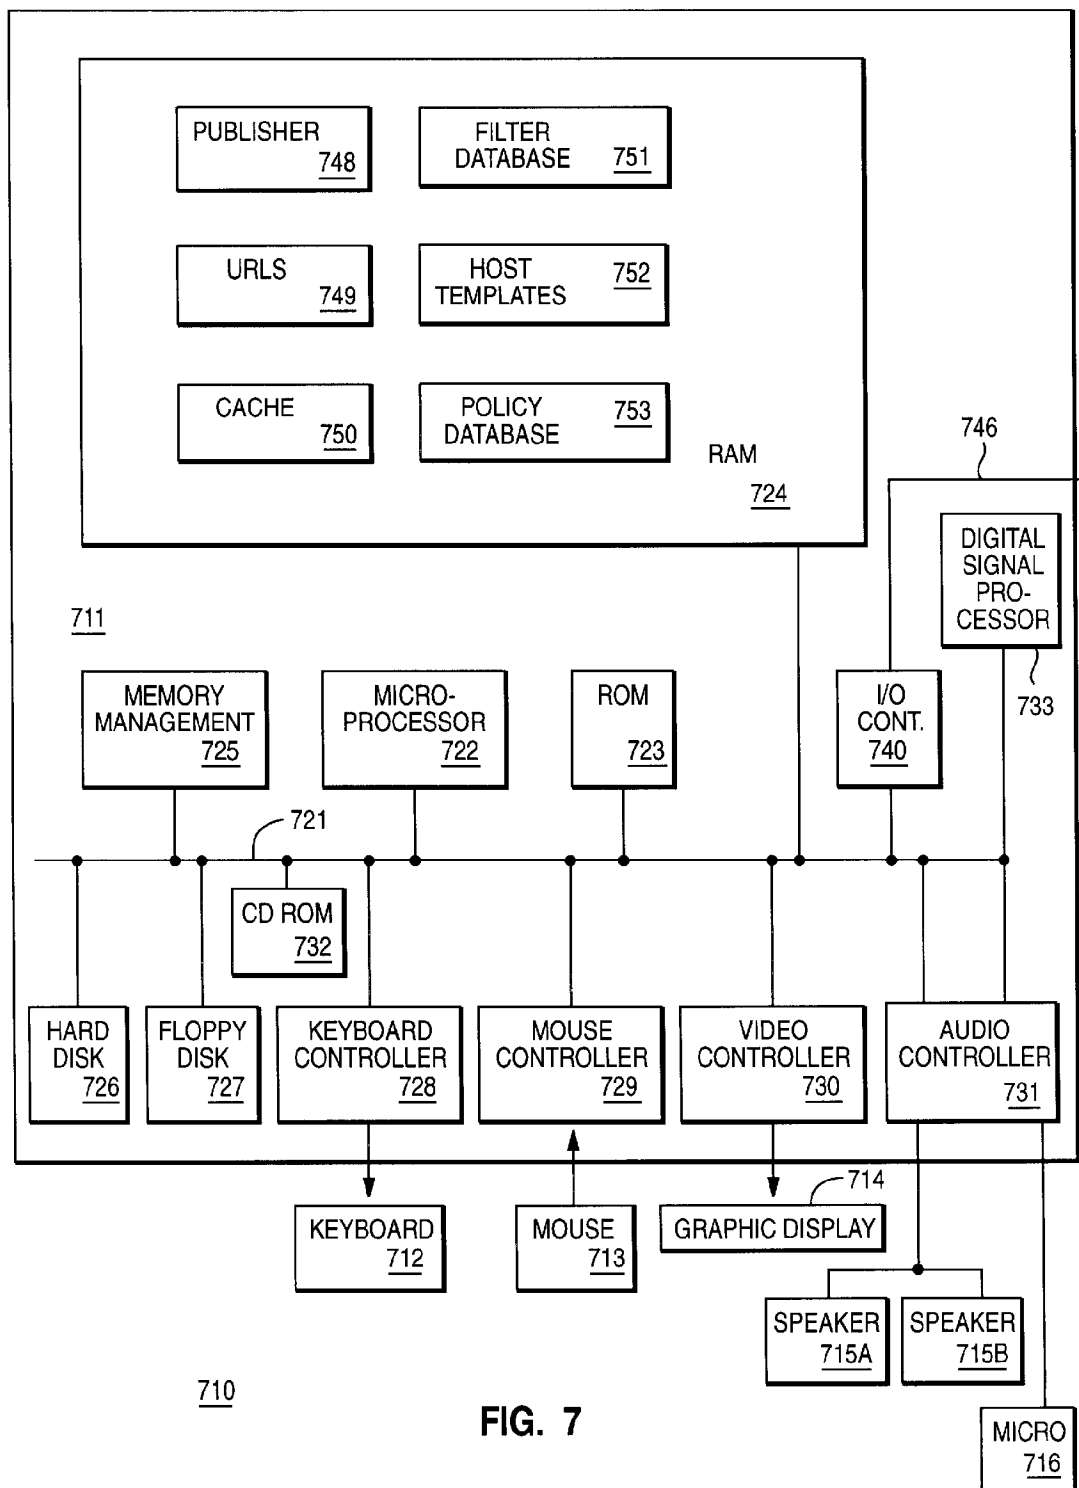 PUBLISHER
748
FILTER
DATABASE
751
URLS
749
HOST
TEMPLATES
752
CACHE
750
POLICY
DATABASE
753
RAM
724
746
DIGITAL
SIGNAL
PRO-
CESSOR
733
711
MEMORY
MANAGEMENT
725
MICRO-
PROCESSOR
722
ROM
723
I/O
CONT.
740
721
CD ROM
732
HARD
DISK
726
FLOPPY
DISK
727
KEYBOARD
CONTROLLER
728
MOUSE
CONTROLLER
729
VIDEO
CONTROLLER
730
AUDIO
CONTROLLER
731
KEYBOARD
712
MOUSE
713
714
GRAPHIC DISPLAY
SPEAKER
715A
SPEAKER
715B
710
FIG. 7
MICRO
716